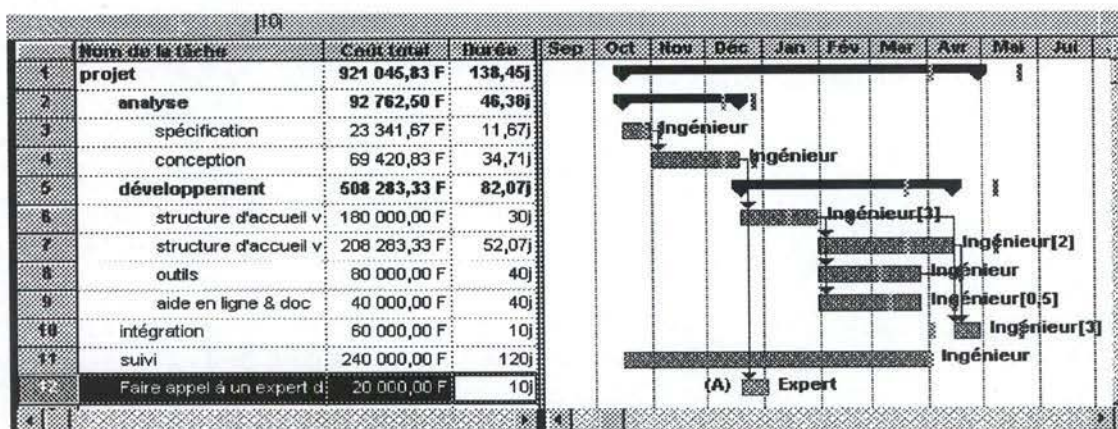 10j
Nom de la tâche Coût total Durée Sep Oct Nov Déc Jan Fév Mar Avr Mai Jui
1 projet 921 045,83 F 138,45j
2 analyse 92 762,50 F 46,38j
3 spécification 23 341,67 F 11,67j Ingénieur
4 conception 69 420,83 F 34,71j Ingénieur
5 développement 508 283,33 F 82,07j
6 structure d'accueil v 180 000,00 F 30j Ingénieur[3]
7 structure d'accueil v 208 283,33 F 52,07j Ingénieur[2]
8 outils 80 000,00 F 40j Ingénieur
9 aide en ligne & doc 40 000,00 F 40j Ingénieur[0,5]
10 intégration 60 000,00 F 10j Ingénieur[3]
11 suivi 240 000,00 F 120j Ingénieur
12 Faire appel à un expert d 20 000,00 F 10j (A) Expert